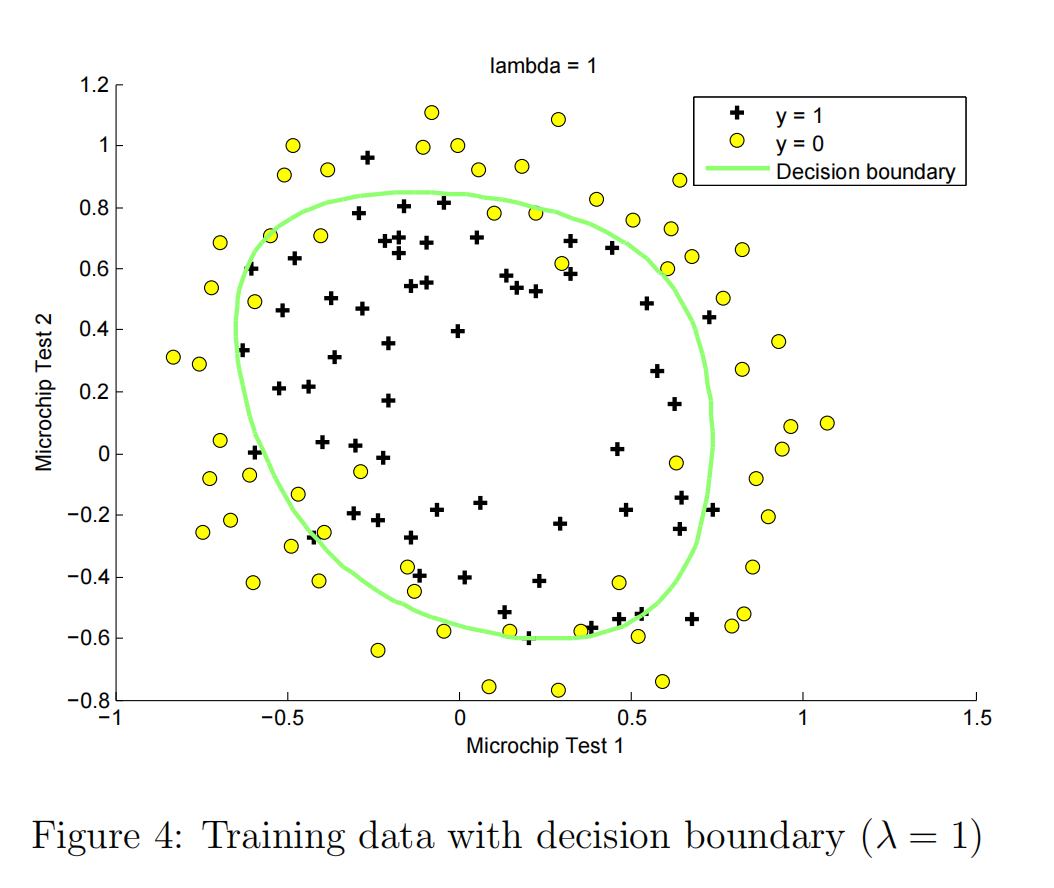 lambda = 1
1.2
1
0.8
0.6
0.4
0.2
0
−0.2
−0.4
−0.6
−0.8
y = 1
y = 0
Decision boundary
Microchip Test 2
−1
−0.5
0
0.5
1
1.5
Microchip Test 1
Figure 4: Training data with decision boundary (λ = 1)